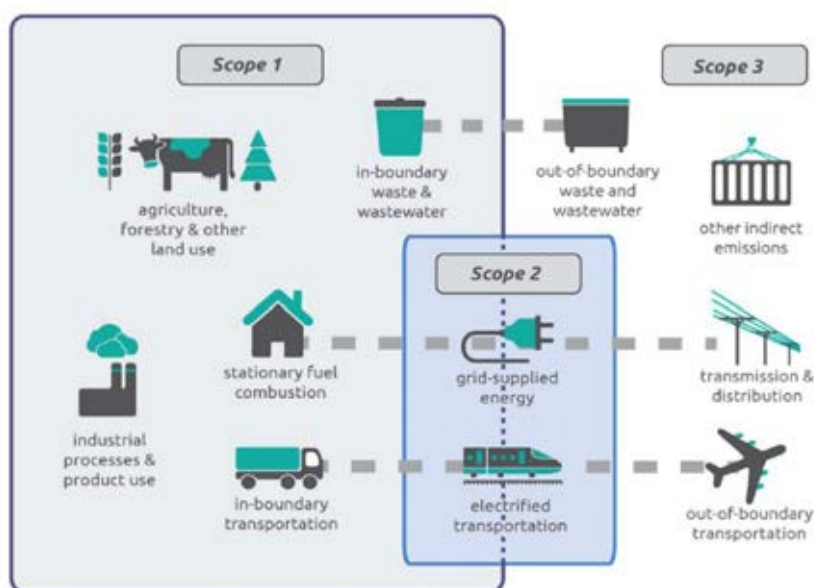 Scope 1
Scope 3
in-boundary
waste &
wastewater
out-of-boundary
waste and
wastewater
agriculture,
forestry & other
land use
other indirect
emissions
Scope 2
stationary fuel
combustion
grid-supplied
energy
transmission &
distribution
industrial
processes &
product use
in-boundary
transportation
electrified
transportation
out-of-boundary
transportation